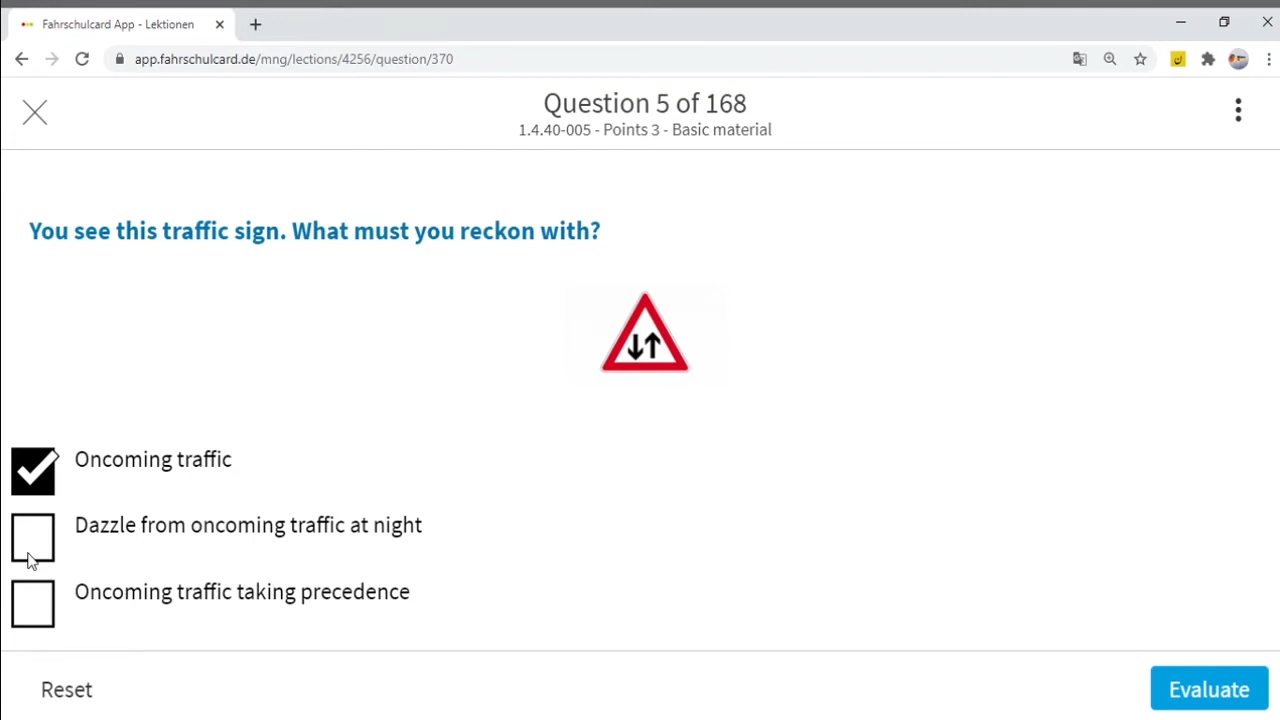 Fahrschulcard App - Lektionen
app.fahrschulcard.de/mng/lections/4256/question/370
Question 5 of 168
1.4.40-005 - Points 3 - Basic material
You see this traffic sign. What must you reckon with?
Oncoming traffic
Dazzle from oncoming traffic at night
Oncoming traffic taking precedence
Reset
Evaluate